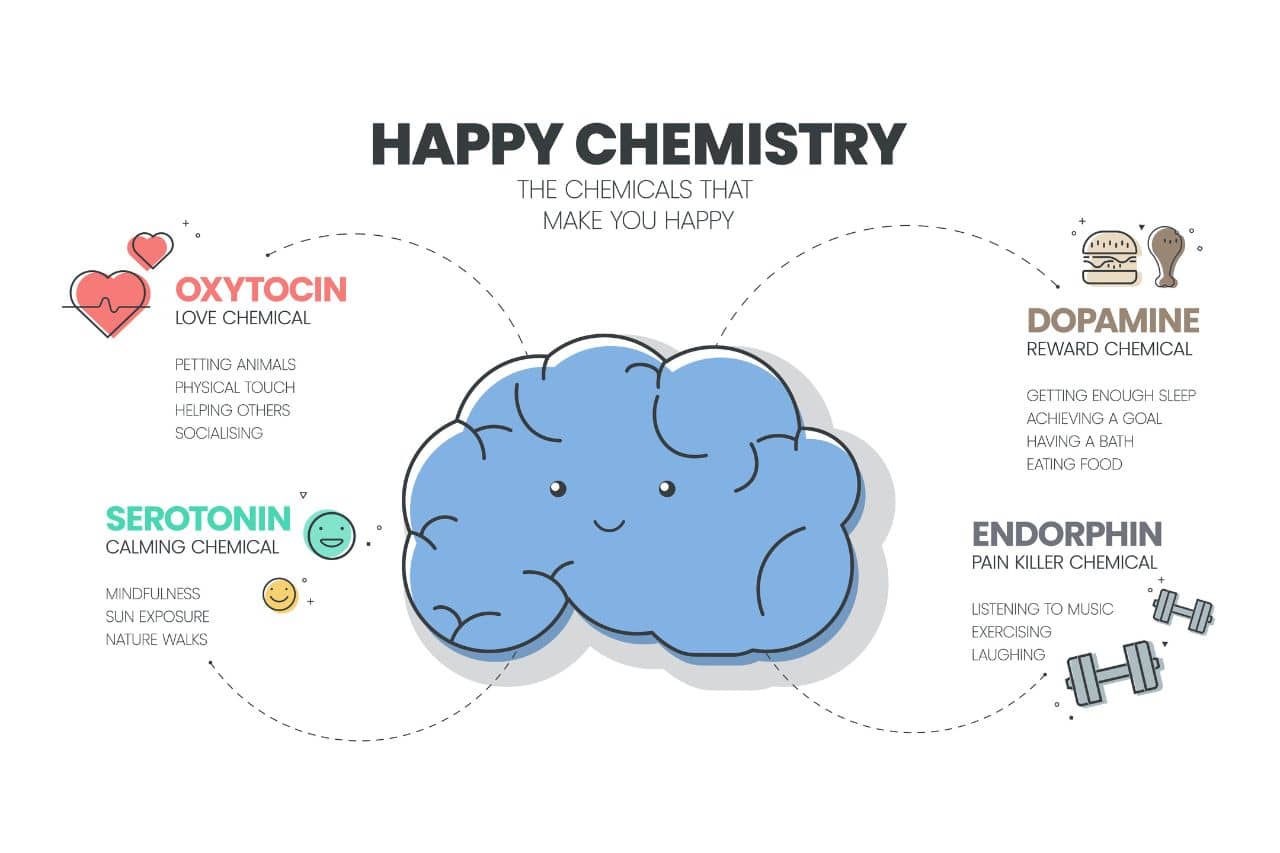 HAPPY CHEMISTRY
THE CHEMICALS THAT
MAKE YOU HAPPY
OXYTOCIN
LOVE CHEMICAL
PETTING ANIMALS
PHYSICAL TOUCH
HELPING OTHERS
SOCIALISING
SEROTONIN
CALMING CHEMICAL
MINDFULNESS
SUN EXPOSURE
NATURE WALKS
DOPAMINE
REWARD CHEMICAL
GETTING ENOUGH SLEEP
ACHIEVING A GOAL
HAVING A BATH
EATING FOOD
ENDORPHIN
PAIN KILLER CHEMICAL
LISTENING TO MUSIC
EXERCISING
LAUGHING